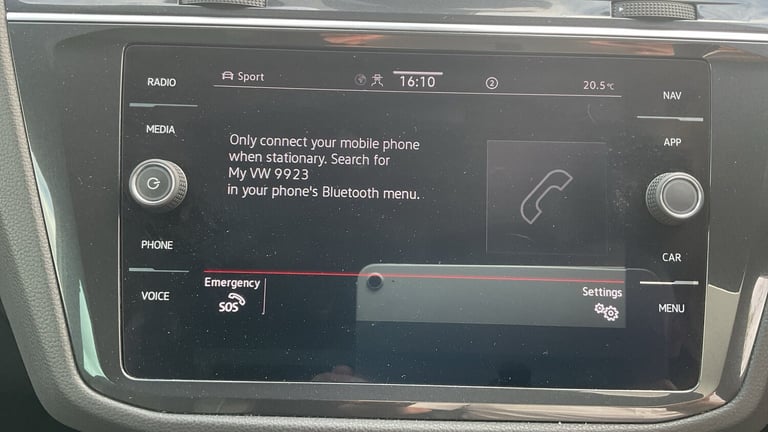 RADIO
MEDIA
PHONE
VOICE
Sport
16:10
2
20.5°C
Only connect your mobile phone
when stationary. Search for
My VW 9923
in your phone's Bluetooth menu.
Emergency
SOS
Settings
NAV
APP
CAR
MENU